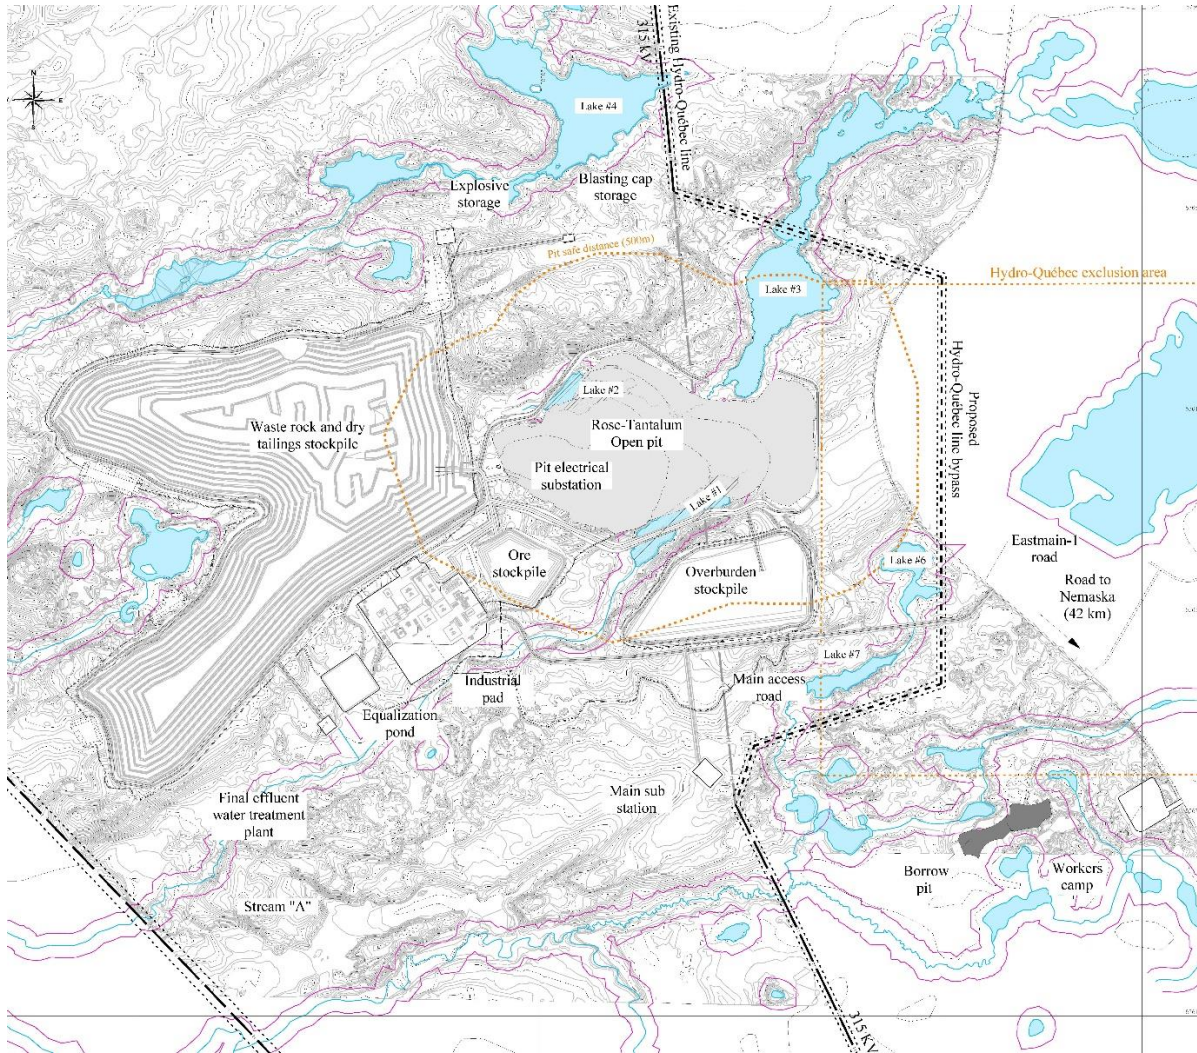 Existing Hydro-Québec line
315 kV
N
E
S
Lake #4
Explosive
storage
Blasting cap
storage
Pit safe distance (500m)
Lake #3
Hydro-Québec exclusion area
Proposed
Hydro-Québec line bypass
Lake #2
Waste rock and dry
tailings stockpile
Rose-Tantalum
Open pit
Pit electrical
substation
Lake #1
Ore
stockpile
Overburden
stockpile
Lake #6
Eastmain-1
road
Road to
Nemaska
(42 km)
Lake #7
Main access
road
Industrial
pad
Equalization
pond
Main sub
station
Final effluent
water treatment
plant
Borrow
pit
Workers
camp
Stream "A"
315 KV